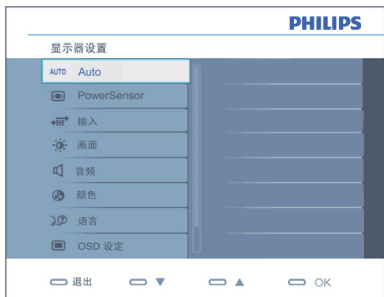 PHILIPS
显示器设置
AUTO Auto
PowerSensor
输入
画面
音频
颜色
语言
OSD 设定
退出 ▼ ▲ OK